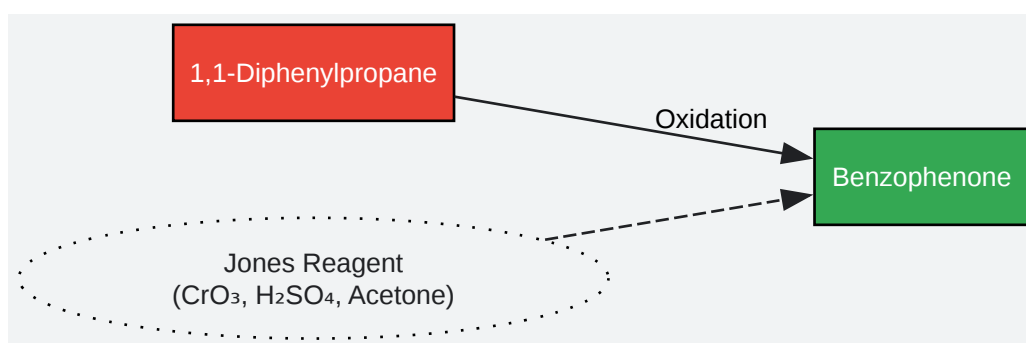 1,1-Diphenylpropane
Oxidation
Benzophenone
Jones Reagent
(CrO₃, H₂SO₄, Acetone)